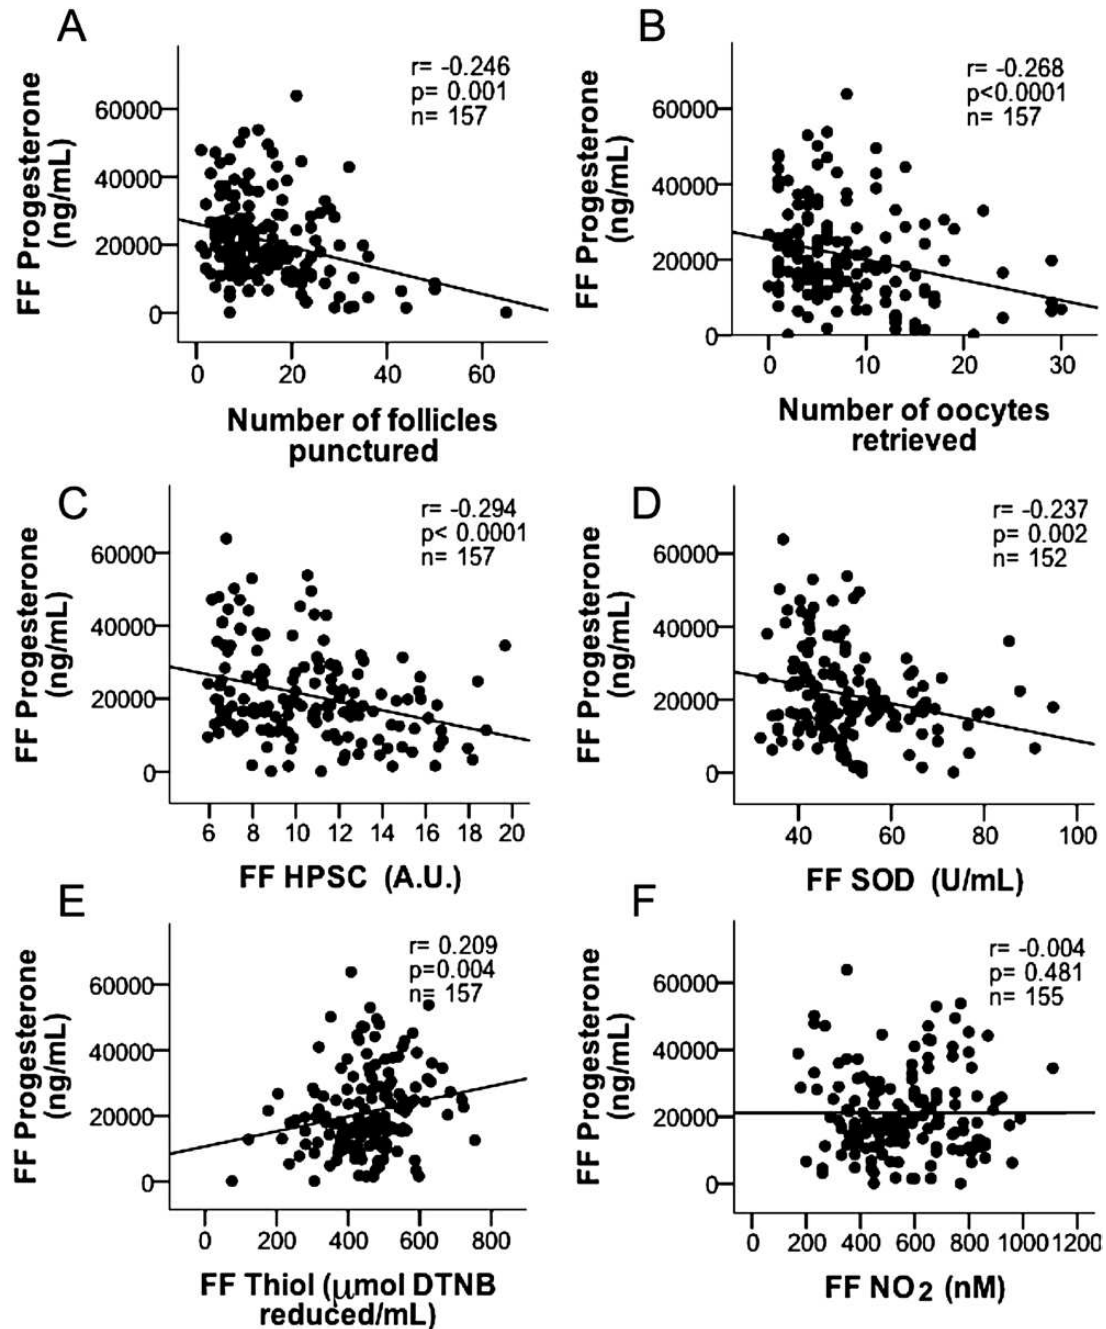 A
FF Progesterone
(ng/mL)
r= -0.246
p= 0.001
n= 157
60000
40000
20000
0
0 20 40 60
Number of follicles
punctured
B
FF Progesterone
(ng/mL)
r= -0.268
p<0.0001
n= 157
60000
40000
20000
0
0 10 20 30
Number of oocytes
retrieved
C
FF Progesterone
(ng/mL)
r= -0.294
p< 0.0001
n= 157
60000
40000
20000
0
6 8 10 12 14 16 18 20
FF HPSC (A.U.)
D
FF Progesterone
(ng/mL)
r= -0.237
p= 0.002
n= 152
60000
40000
20000
0
40 60 80 100
FF SOD (U/mL)
E
FF Progesterone
(ng/mL)
r= 0.209
p=0.004
n= 157
60000
40000
20000
0
0 200 400 600 800
FF Thiol (μmol DTNB
reduced/mL)
F
FF Progesterone
(ng/mL)
r= -0.004
p= 0.481
n= 155
60000
40000
20000
0
0 200 400 600 800 1000 1200
FF NO2 (nM)